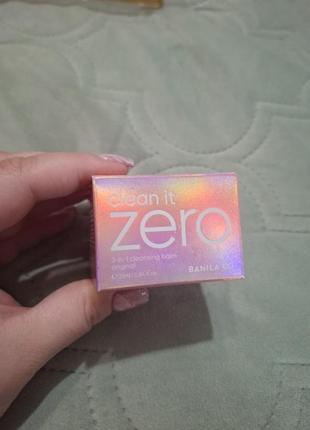 clean it
zero
3-in-1 cleansing balm
original
BANILA CO